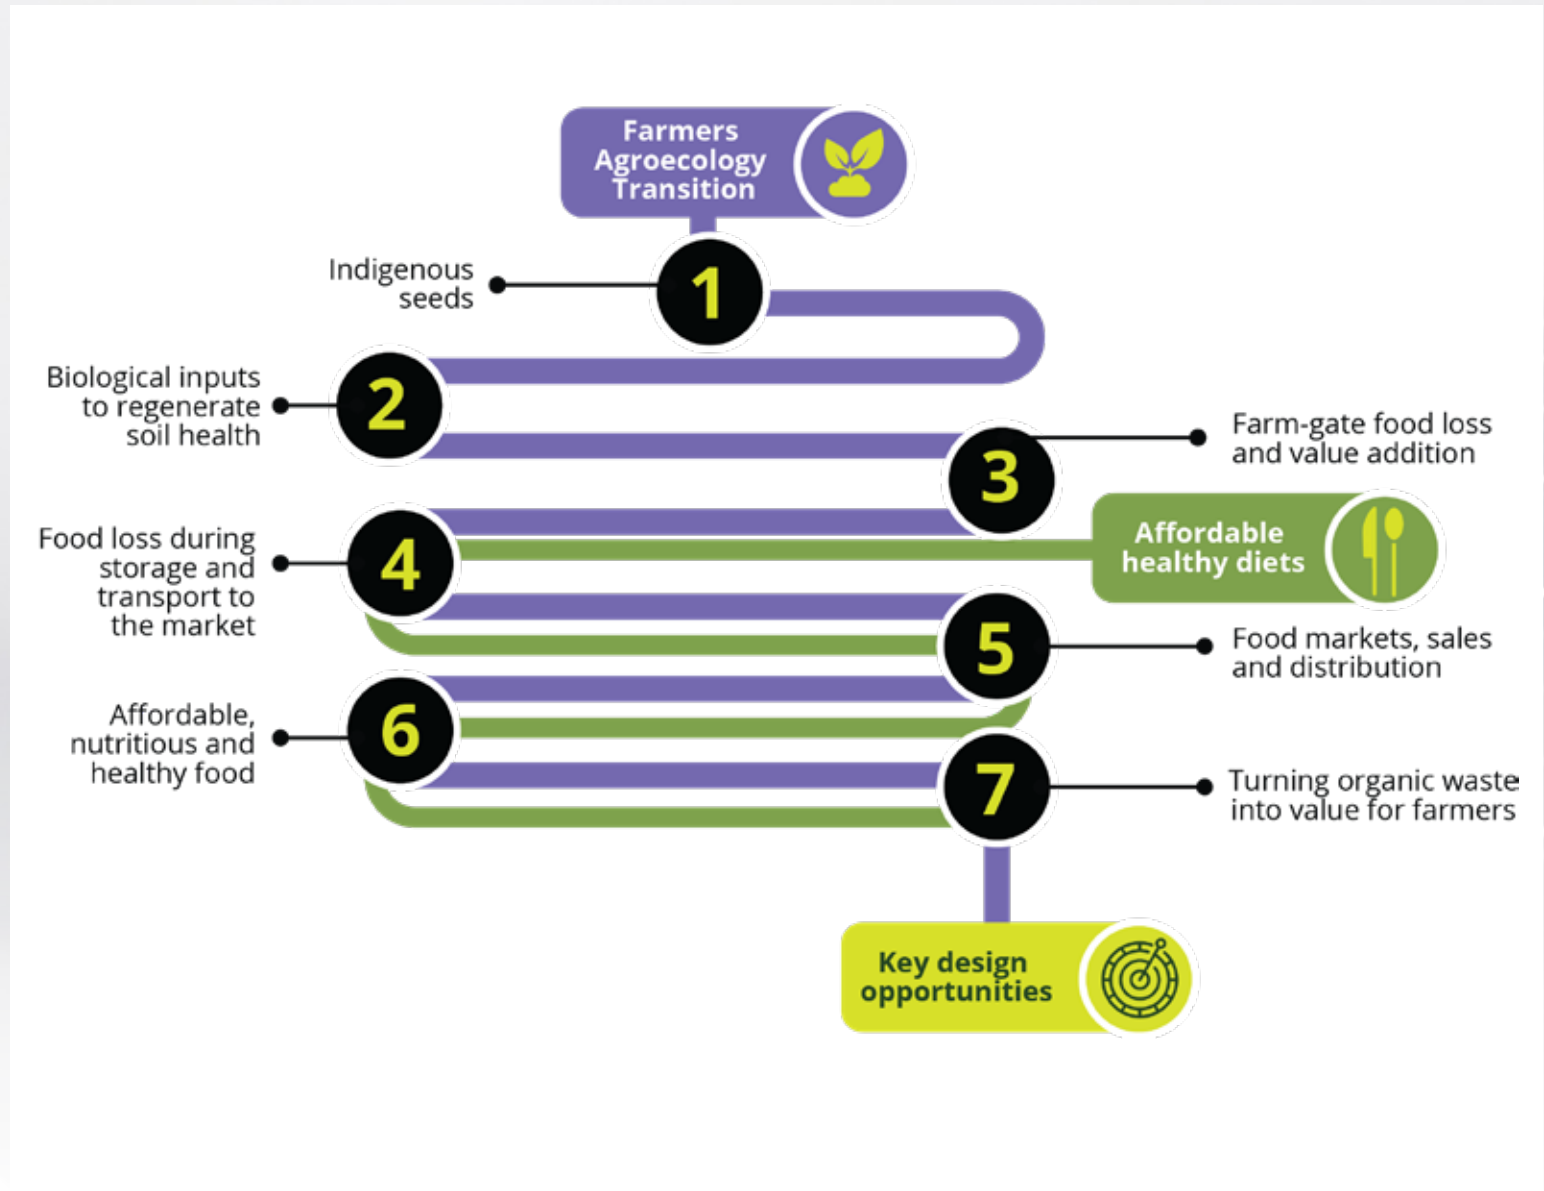 Farmers
Agroecology
Transition
1
Indigenous
seeds
2
Biological inputs
to regenerate
soil health
3
Farm-gate food loss
and value addition
4
Food loss during
storage and
transport to
the market
Affordable
healthy diets
5
Food markets, sales
and distribution
6
Affordable,
nutritious and
healthy food
7
Turning organic waste
into value for farmers
Key design
opportunities